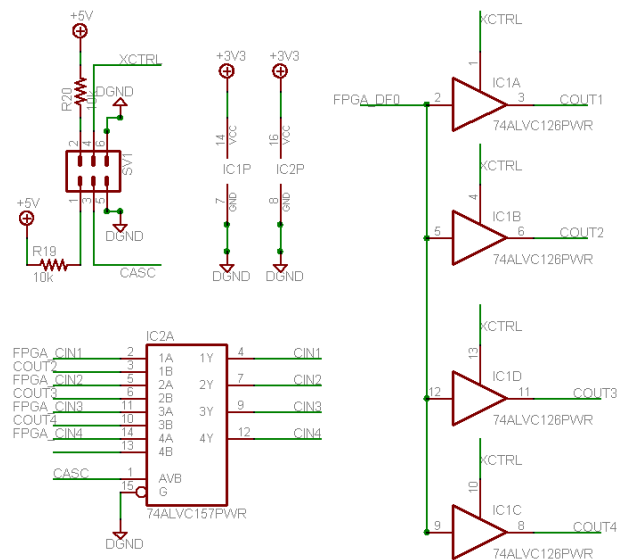 +5V
XCTRL
R20
10k
DGND
2
4
6
SV1
1
3
5
+5V
DGND
R19
10k
CASC
+3V3
+3V3
14
VCC
16
VCC
IC1P
IC2P
7
GND
8
GND
DGND
DGND
XCTRL
1
IC1A
FPGA_DE0
2
3
COUT1
74ALVC126PWR
XCTRL
4
IC1B
5
6
COUT2
74ALVC126PWR
XCTRL
13
IC1D
12
11
COUT3
74ALVC126PWR
XCTRL
10
IC1C
9
8
COUT4
74ALVC126PWR
IC2A
FPGA_CIN1 2 1A 1Y 4 CIN1
COUT2 3 1B
FPGA_CIN2 5 2A 2Y 7 CIN2
COUT3 6 2B
FPGA_CIN3 11 3A 3Y 9 CIN3
COUT4 10 3B
FPGA_CIN4 14 4A 4Y 12 CIN4
13 4B
CASC 1 AVB
15 G
74ALVC157PWR
DGND